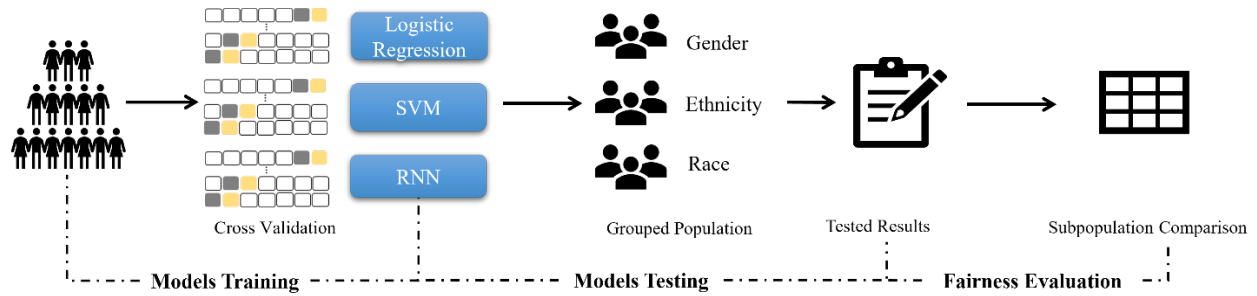 Logistic
Regression
SVM
RNN
Gender
Ethnicity
Race
Cross Validation
Grouped Population
Tested Results
Subpopulation Comparison
Models Training
Models Testing
Fairness Evaluation